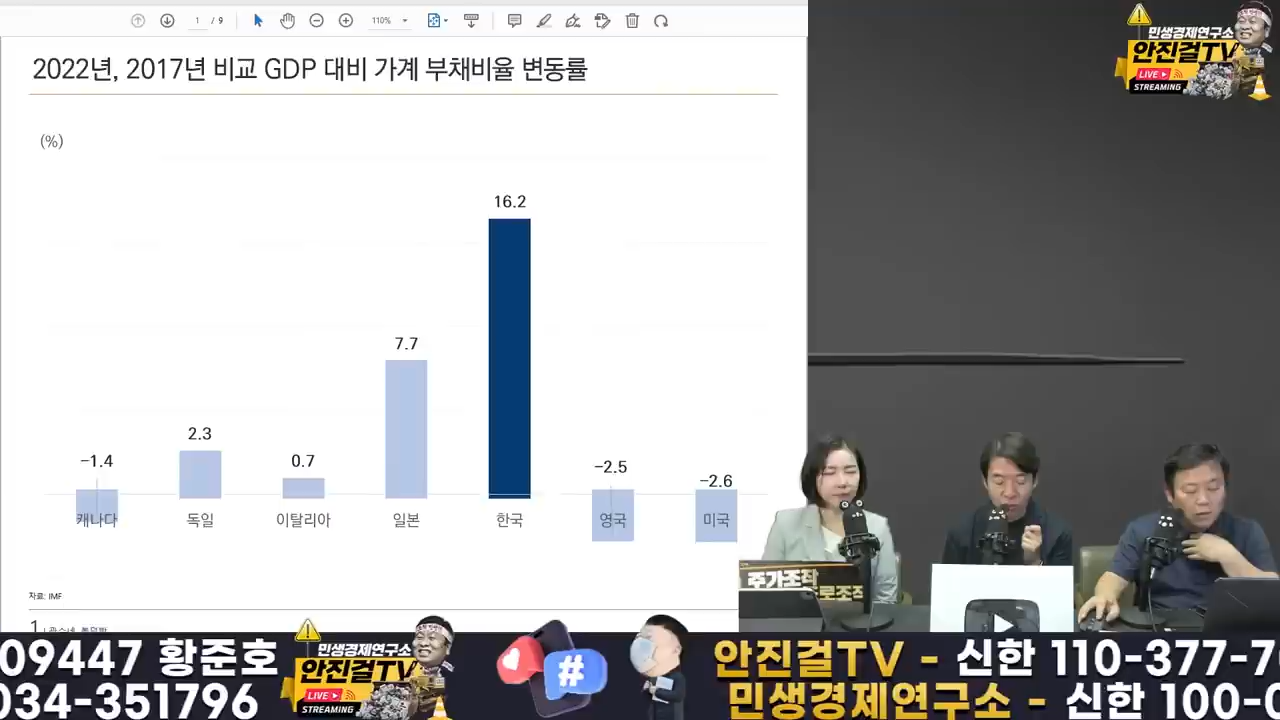 1 / 9
110%
2022년, 2017년 비교 GDP 대비 가계 부채비율 변동률
(%)
16.2
7.7
2.3
0.7
−1.4
−2.5
−2.6
캐나다
독일
이탈리아
일본
한국
영국
미국
자료: IMF
1
민생경제연구소
안진걸TV
LIVE
STREAMING
주가조작
로조작
09447 황준호
034-351796
민생경제연구소
안진걸TV
LIVE
STREAMING
#
안진걸TV - 신한 110-377-7
민생경제연구소 - 신한 100-